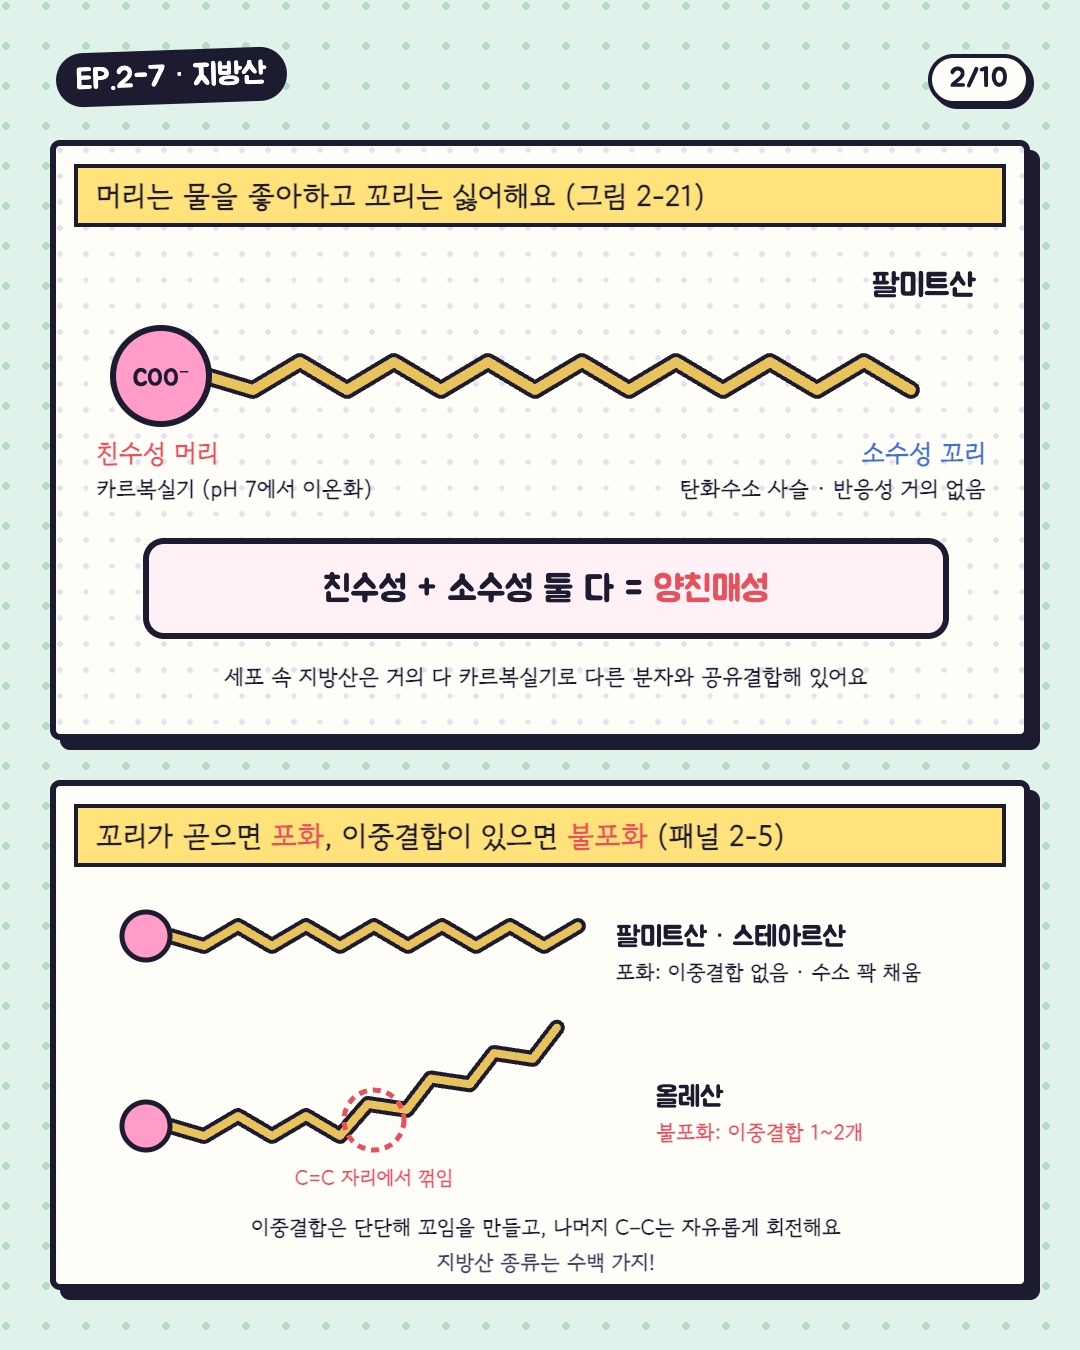 EP.2-7 · 지방산
2/10
머리는 물을 좋아하고 꼬리는 싫어해요 (그림 2-21)
팔미트산
COO⁻
친수성 머리
소수성 꼬리
카르복실기 (pH 7에서 이온화)
탄화수소 사슬 · 반응성 거의 없음
친수성 + 소수성 둘 다 = 양친매성
세포 속 지방산은 거의 다 카르복실기로 다른 분자와 공유결합해 있어요
꼬리가 곧으면 포화, 이중결합이 있으면 불포화 (패널 2-5)
팔미트산 · 스테아르산
포화: 이중결합 없음 · 수소 꽉 채움
올레산
불포화: 이중결합 1~2개
C=C 자리에서 꺾임
이중결합은 단단해 꼬임을 만들고, 나머지 C–C는 자유롭게 회전해요
지방산 종류는 수백 가지!